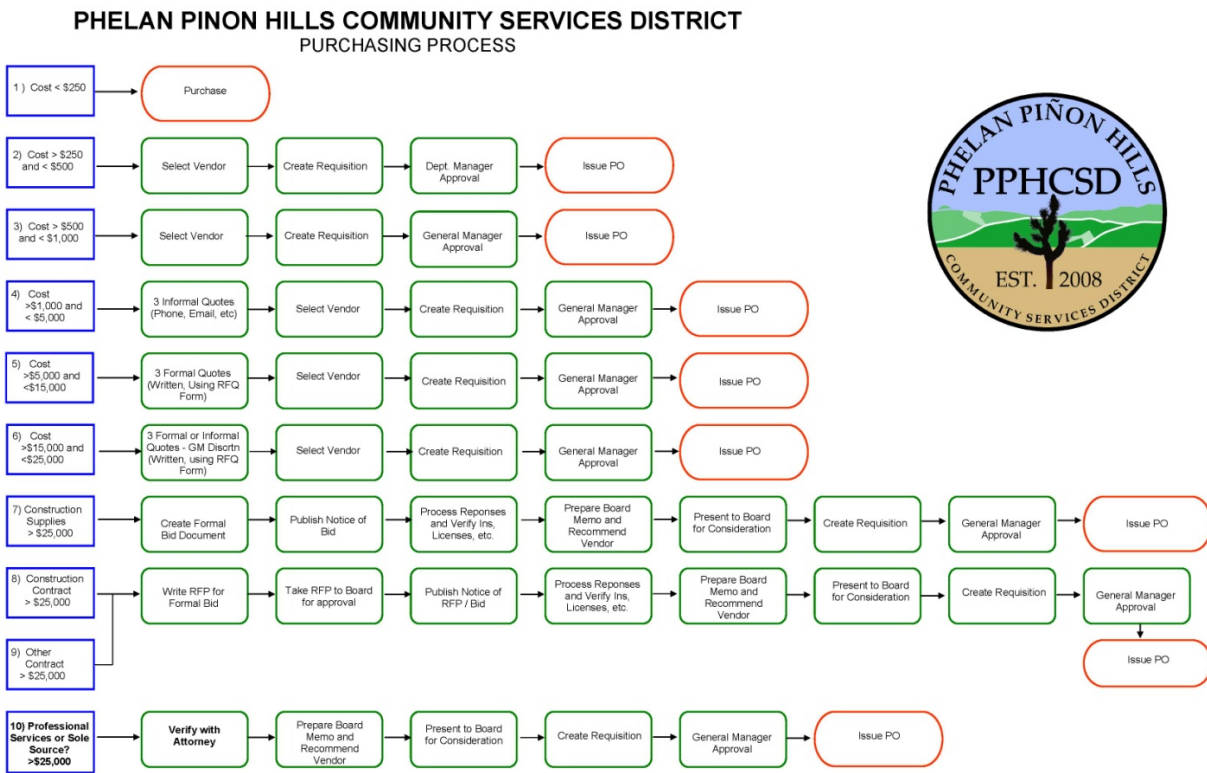 PHELAN PINON HILLS COMMUNITY SERVICES DISTRICT
PURCHASING PROCESS
1 ) Cost < $250
Purchase
2) Cost > $250
and < $500
Select Vendor
Create Requisition
Dept. Manager
Approval
Issue PO
3) Cost > $500
and < $1,000
Select Vendor
Create Requisition
General Manager
Approval
Issue PO
4) Cost
>$1,000 and
< $5,000
3 Informal Quotes
(Phone, Email, etc)
Select Vendor
Create Requisition
General Manager
Approval
Issue PO
5) Cost
>$5,000 and
<$15,000
3 Formal Quotes
(Written, Using RFQ
Form)
Select Vendor
Create Requisition
General Manager
Approval
Issue PO
6) Cost
>$15,000 and
<$25,000
3 Formal or Informal
Quotes - GM Discrtn
(Written, using RFQ
Form)
Select Vendor
Create Requisition
General Manager
Approval
Issue PO
7) Construction
Supplies
> $25,000
Create Formal
Bid Document
Publish Notice of
Bid
Process Reponses
and Verify Ins,
Licenses, etc.
Prepare Board
Memo and
Recommend
Vendor
Present to Board
for Consideration
Create Requisition
General Manager
Approval
Issue PO
8) Construction
Contract
> $25,000
Write RFP for
Formal Bid
Take RFP to Board
for approval
Publish Notice of
RFP / Bid
Process Reponses
and Verify Ins,
Licenses, etc.
Prepare Board
Memo and
Recommend
Vendor
Present to Board
for Consideration
Create Requisition
General Manager
Approval
Issue PO
9) Other
Contract
> $25,000
10) Professional
Services or Sole
Source?
>$25,000
Verify with
Attorney
Prepare Board
Memo and
Recommend
Vendor
Present to Board
for Consideration
Create Requisition
General Manager
Approval
Issue PO
PHELAN PIÑON HILLS
PPHCSD
EST. 2008
COMMUNITY SERVICES DISTRICT